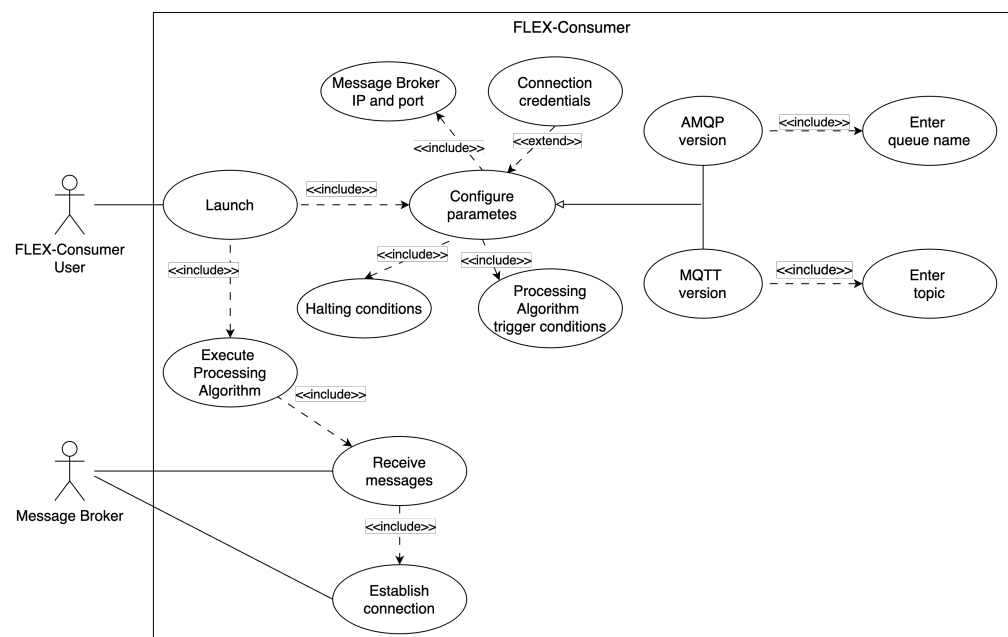 FLEX-Consumer
Message Broker
IP and port
Connection
credentials
AMQP
version
<<include>>
Enter
queue name
<<include>>
<<extend>>
FLEX-Consumer
User
Launch
<<include>>
Configure
parametes
<<include>>
<<include>>
<<include>>
Halting conditions
Processing
Algorithm
trigger conditions
MQTT
version
<<include>>
Enter
topic
Execute
Processing
Algorithm
<<include>>
Message Broker
Receive
messages
<<include>>
Establish
connection